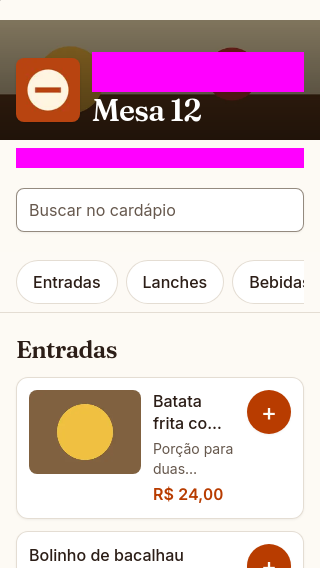 Mesa 12
Buscar no cardápio
Entradas
Lanches
Bebidas
Entradas
Batata
frita co...
+
Porção para
duas...
R$ 24,00
Bolinho de bacalhau
+